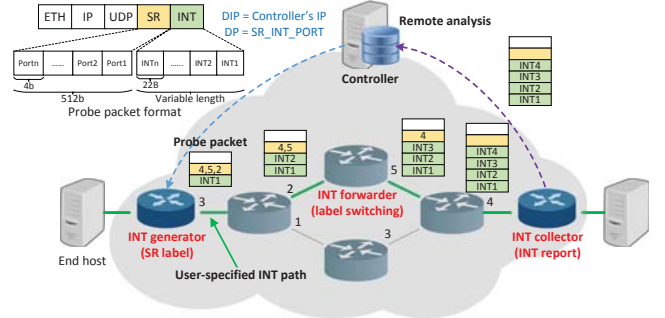 ETH IP UDP SR INT
DIP = Controller's IP
DP = SR_INT_PORT
Remote analysis
Portn ...... Port2 Port1
INTn ...... INT2 INT1
4b
22B
512b
Variable length
Probe packet format
Controller
INT4
INT3
INT2
INT1
Probe packet
4,5,2
INT1
4,5
INT2
INT1
4
INT3
INT2
INT1
INT4
INT3
INT2
INT1
3
2
1
5
3
4
INT forwarder
(label switching)
INT generator
(SR label)
INT collector
(INT report)
End host
User-specified INT path